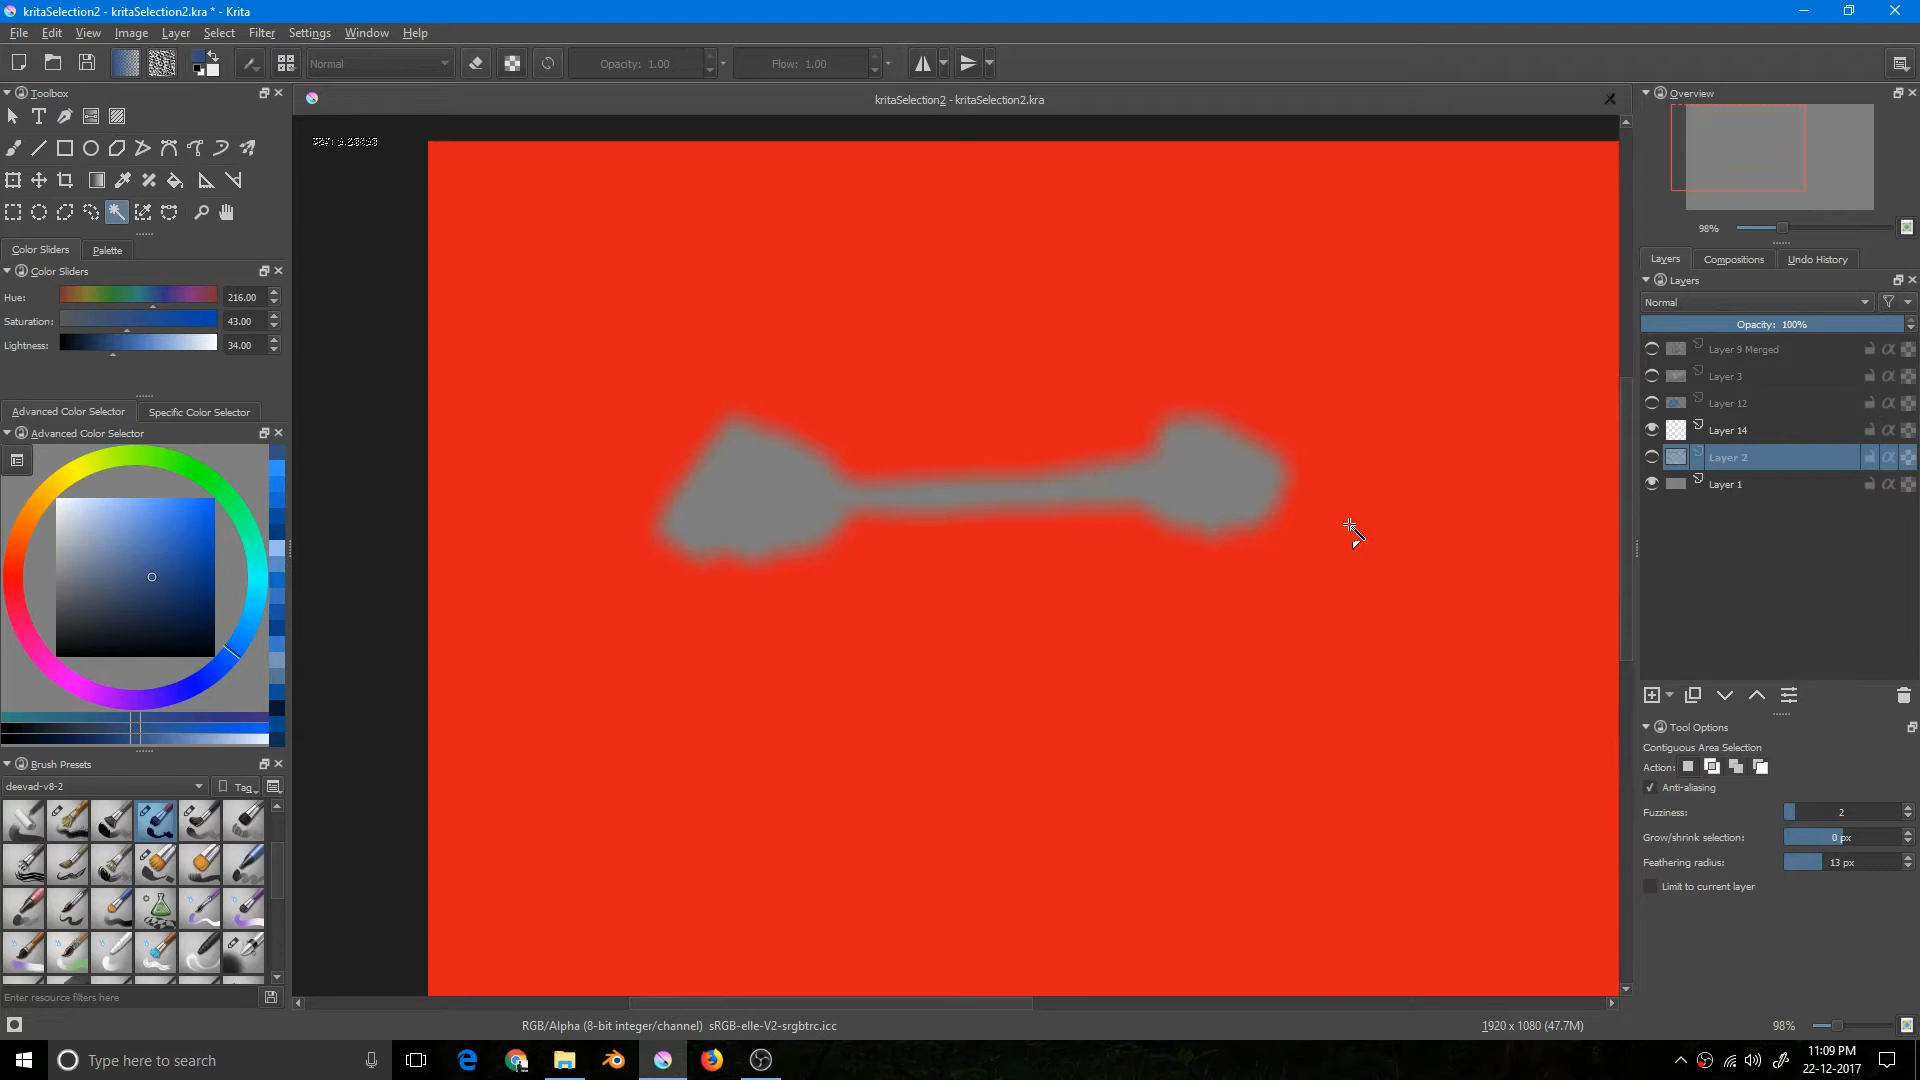 kritaSelection2 - kritaSelection2.kra * - Krita
File Edit View Image Layer Select Filter Settings Window Help
Normal
Opacity: 1.00
Flow: 1.00
Toolbox
kritaSelection2 - kritaSelection2.kra
Overview
98%
Color Sliders
Palette
Color Sliders
Hue:
216.00
Saturation:
43.00
Lightness:
34.00
Layers
Compositions
Undo History
Layers
Normal
Opacity: 100%
Layer 9 Merged
Layer 3
Layer 12
Layer 14
Layer 2
Layer 1
Advanced Color Selector
Specific Color Selector
Advanced Color Selector
Tool Options
Contiguous Area Selection
Action:
Anti-aliasing
Fuzziness:
2
Grow/shrink selection:
0 px
Feathering radius:
13 px
Limit to current layer
Brush Presets
deevad-v8-2
Tag
Enter resource filters here
RGB/Alpha (8-bit integer/channel) sRGB-elle-V2-srgbtrc.icc
1920 x 1080 (47.7M)
98%
Type here to search
11:09 PM
22-12-2017